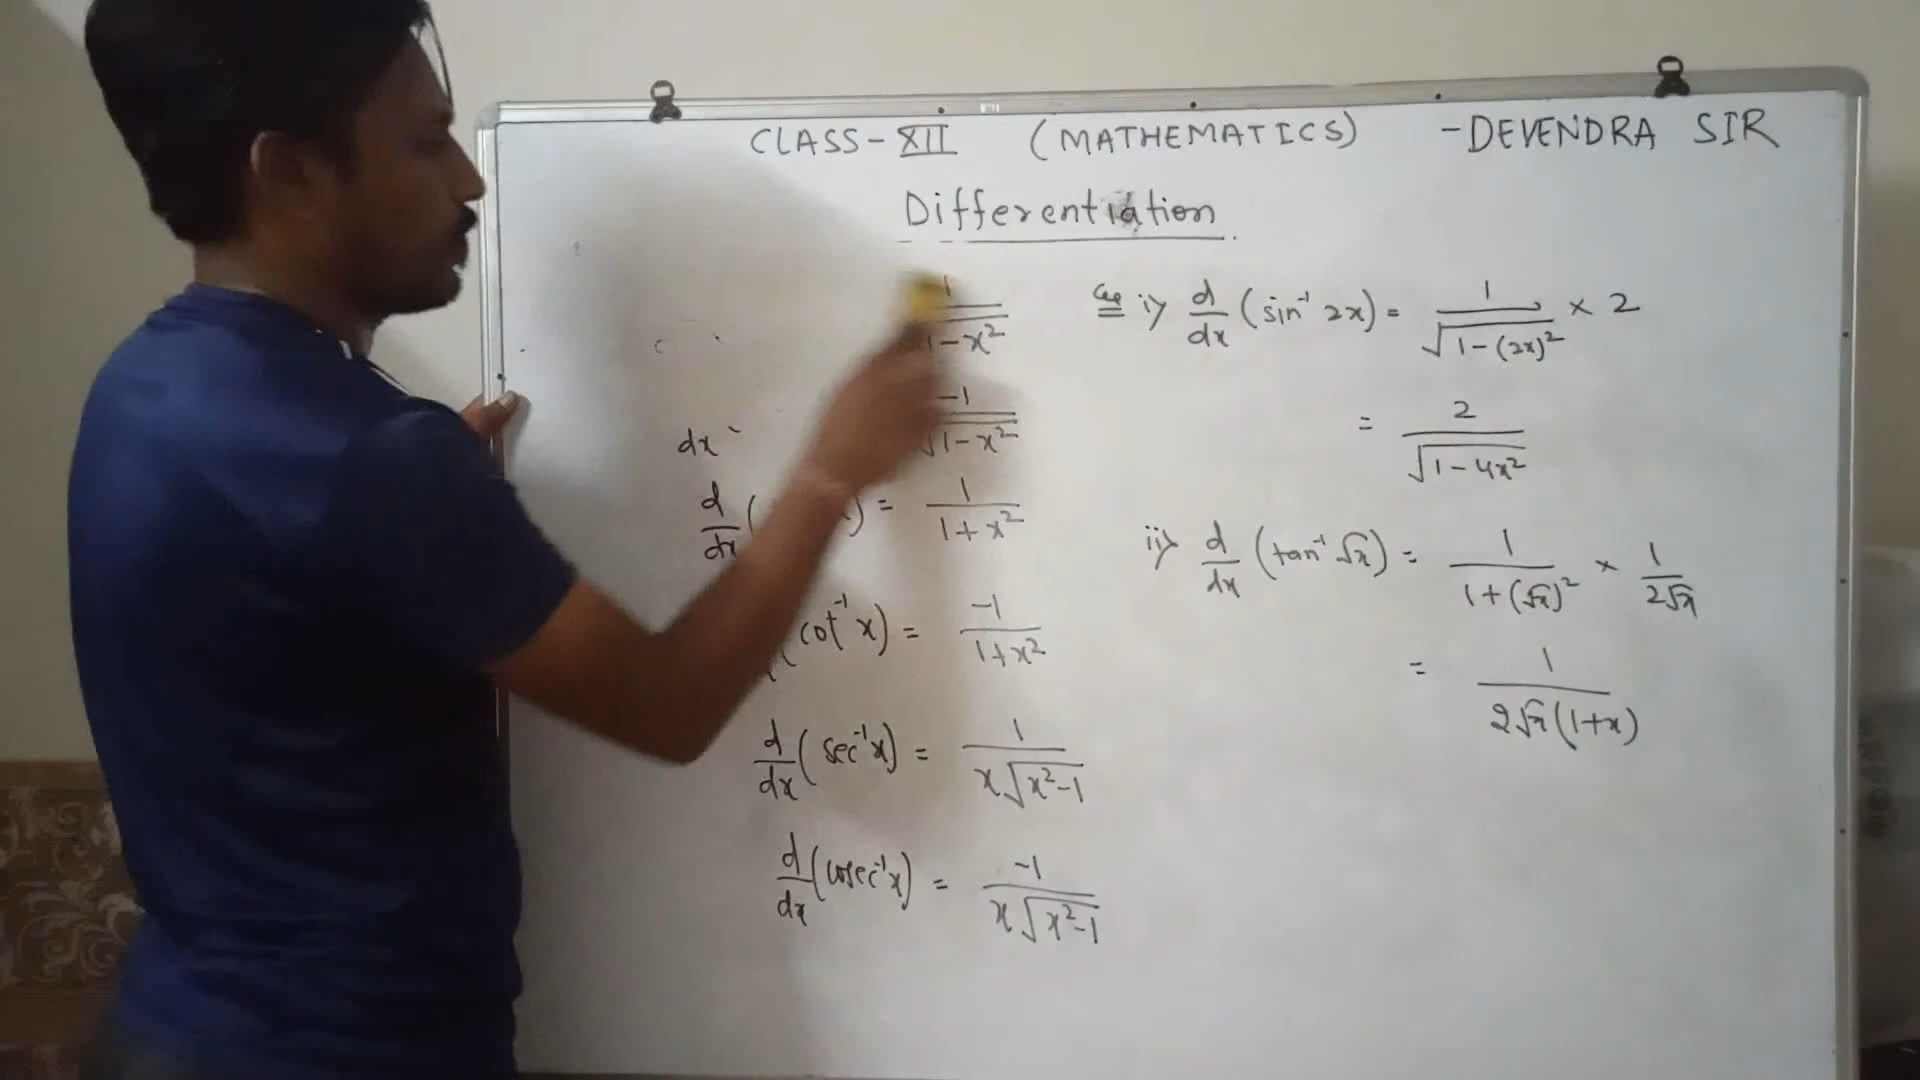 CLASS-XII (MATHEMATICS) -DEVENDRA SIR
Differentiation
1/√1-x²
dx
-1/√1-x²
d/dx ( ) = 1/1+x²
cot⁻¹x) = -1/1+x²
d/dx (sec⁻¹x) = 1/x√x²-1
d/dx (cosec⁻¹x) = -1/x√x²-1
i> d/dx (sin⁻¹ 2x) = 1/√1-(2x)² × 2
= 2/√1-4x²
ii> d/dx (tan⁻¹ √x) = 1/1+(√x)² × 1/2√x
= 1/2√x(1+x)